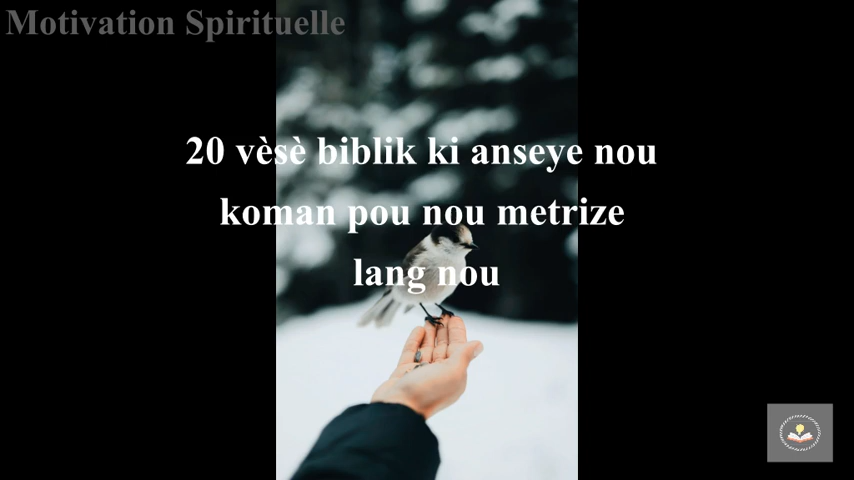 Motivation Spirituelle
20 vèsè biblik ki anseye nou
koman pou nou metrize
lang nou